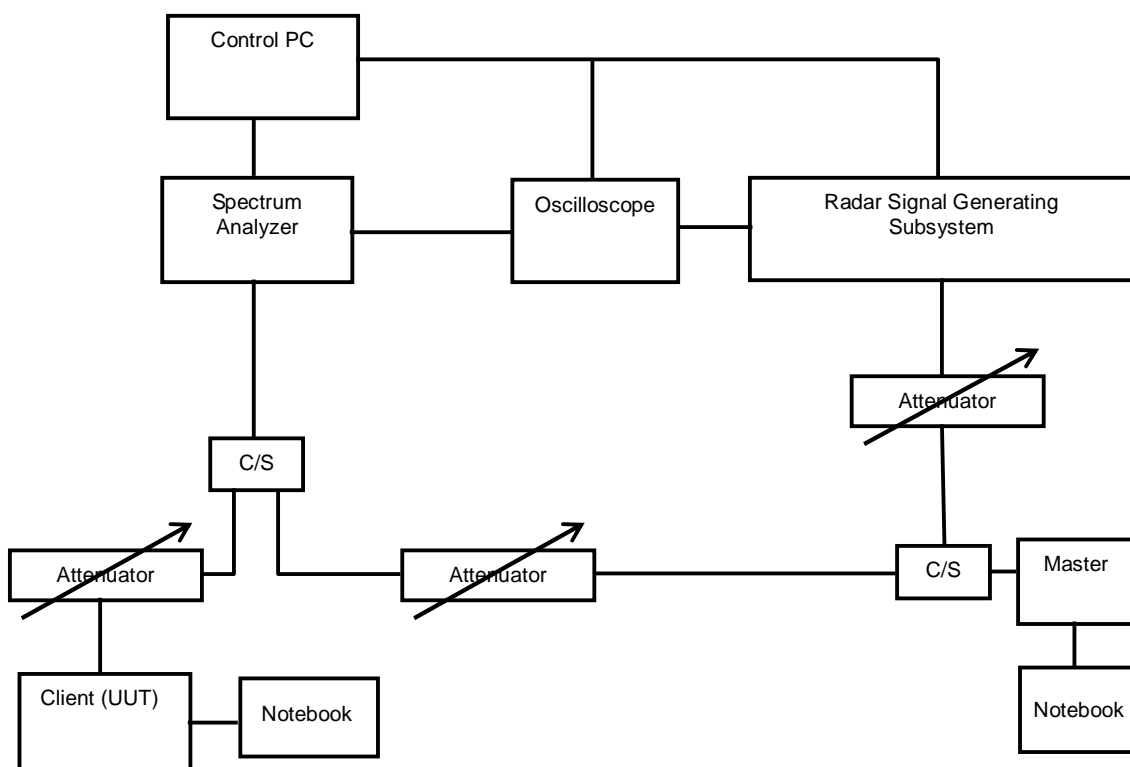 Control PC
Spectrum
Analyzer
Oscilloscope
Radar Signal Generating
Subsystem
Attenuator
C/S
Attenuator
Attenuator
C/S
Master
Client (UUT)
Notebook
Notebook